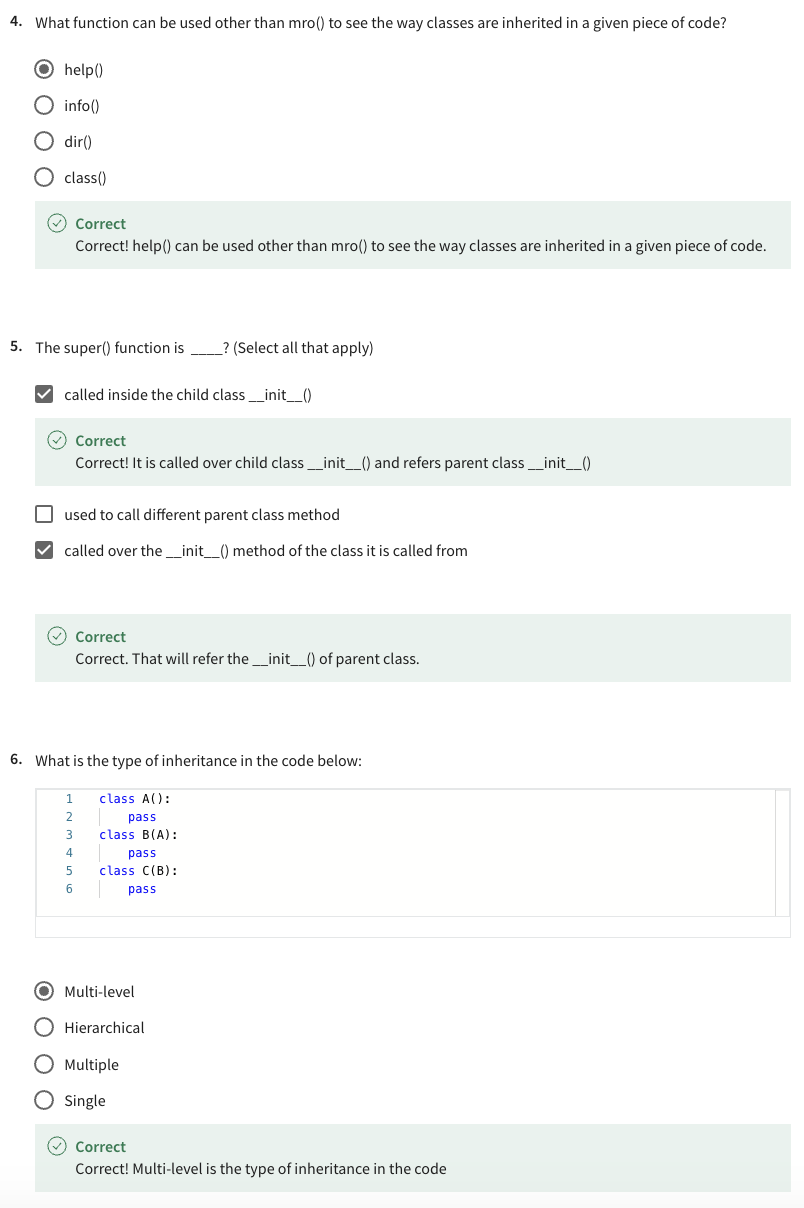 4. What function can be used other than mro() to see the way classes are inherited in a given piece of code?
help()
info()
dir()
class()
Correct
Correct! help() can be used other than mro() to see the way classes are inherited in a given piece of code.
5. The super() function is ____? (Select all that apply)
called inside the child class __init__()
Correct
Correct! It is called over child class __init__() and refers parent class __init__()
used to call different parent class method
called over the __init__() method of the class it is called from
Correct
Correct. That will refer the __init__() of parent class.
6. What is the type of inheritance in the code below:
1 class A():
2     pass
3 class B(A):
4     pass
5 class C(B):
6     pass
Multi-level
Hierarchical
Multiple
Single
Correct
Correct! Multi-level is the type of inheritance in the code